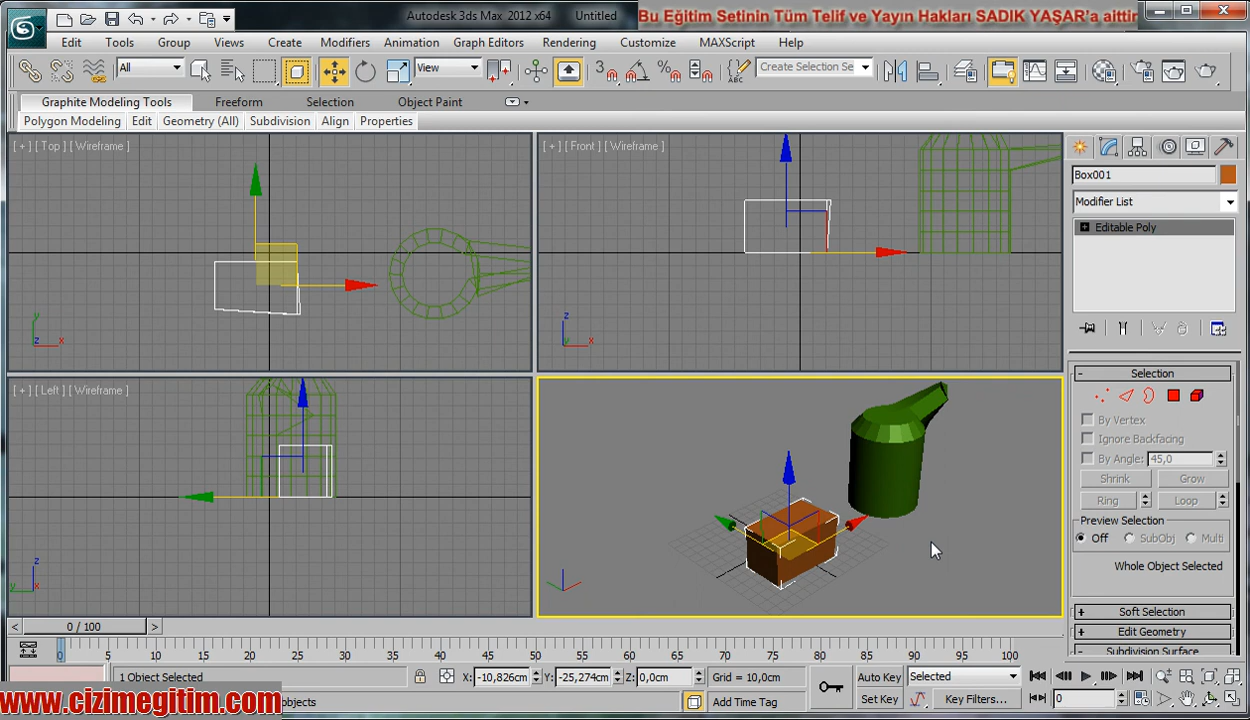 Autodesk 3ds Max 2012 x64 Untitled
Bu Eğitim Setinin Tüm Telif ve Yayın Hakları SADIK YAŞAR'a aittir
Edit Tools Group Views Create Modifiers Animation Graph Editors Rendering Customize MAXScript Help
All View 3 Create Selection Se
Graphite Modeling Tools Freeform Selection Object Paint
Polygon Modeling Edit Geometry (All) Subdivision Align Properties
[ + ] [ Top ] [ Wireframe ]
[ + ] [ Front ] [ Wireframe ]
[ + ] [ Left ] [ Wireframe ]
Box001
Modifier List
Editable Poly
- Selection
By Vertex
Ignore Backfacing
By Angle: 45,0
Shrink Grow
Ring Loop
Preview Selection
Off SubObj Multi
Whole Object Selected
+ Soft Selection
+ Edit Geometry
- Subdivision Surface
< 0 / 100 >
0 5 10 15 20 25 30 35 40 45 50 55 60 65 70 75 80 85 90 95 100
1 Object Selected X: -10,826cm Y: -25,274cm Z: 0,0cm Grid = 10,0cm Auto Key Selected
www.cizimegitim.com
objects Add Time Tag Set Key Key Filters... 0